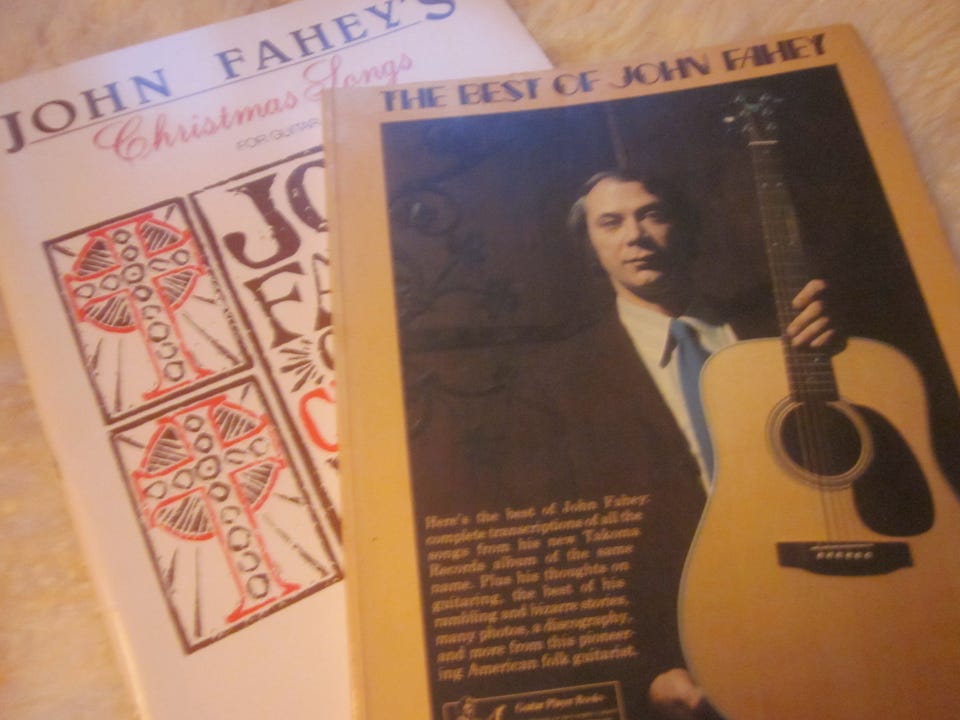 JOHN FAHEY'S
Christmas Songs
FOR GUITAR
JO
FA
THE BEST OF JOHN FAHEY
Here's the best of John Fahey:
complete transcriptions of all the
songs from his new Takoma
Records album of the same
name. Plus his thoughts on
guitaring, the best of his
rambling and bizarre stories,
many photos, a discography,
and more from this pioneer-
ing American folk guitarist.
Guitar Player Books